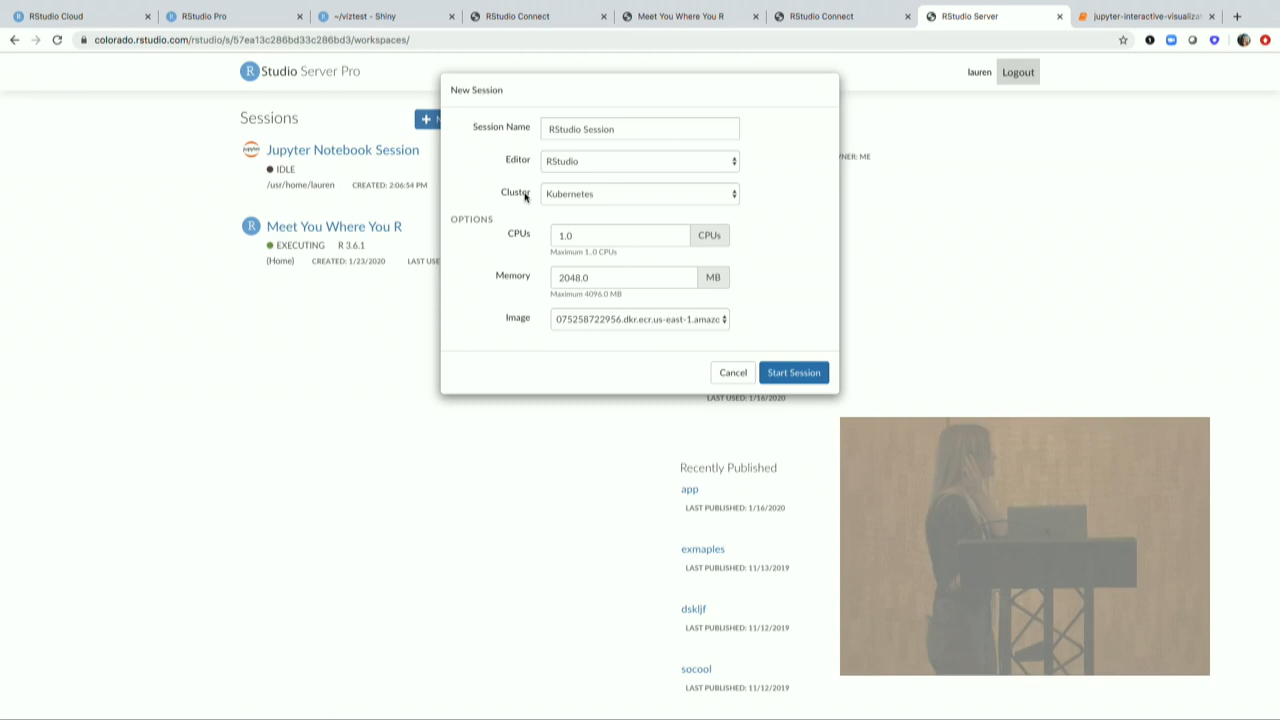 RStudio Cloud
RStudio Pro
~/viztest - Shiny
RStudio Connect
Meet You Where You R
RStudio Connect
RStudio Server
jupyter-interactive-visualiza
colorado.rstudio.com/rstudio/s/57ea13c286bd33c286bd3/workspaces/
R Studio Server Pro
lauren
Logout
Sessions
Jupyter Notebook Session
IDLE
/usr/home/lauren CREATED: 2:06:54 PM
R Meet You Where You R
EXECUTING R 3.6.1
(Home) CREATED: 1/23/2020 LAST USE
New Session
Session Name RStudio Session
Editor RStudio
Cluster Kubernetes
OPTIONS
CPUs 1.0 CPUs
Maximum 1..0 CPUs
Memory 2048.0 MB
Maximum 4096.0 MB
Image 075258722956.dkr.ecr.us-east-1.amazo
Cancel
Start Session
NER: ME
LAST USED: 1/16/2020
Recently Published
app
LAST PUBLISHED: 1/16/2020
exmaples
LAST PUBLISHED: 11/13/2019
dskljf
LAST PUBLISHED: 11/12/2019
socool
LAST PUBLISHED: 11/12/2019